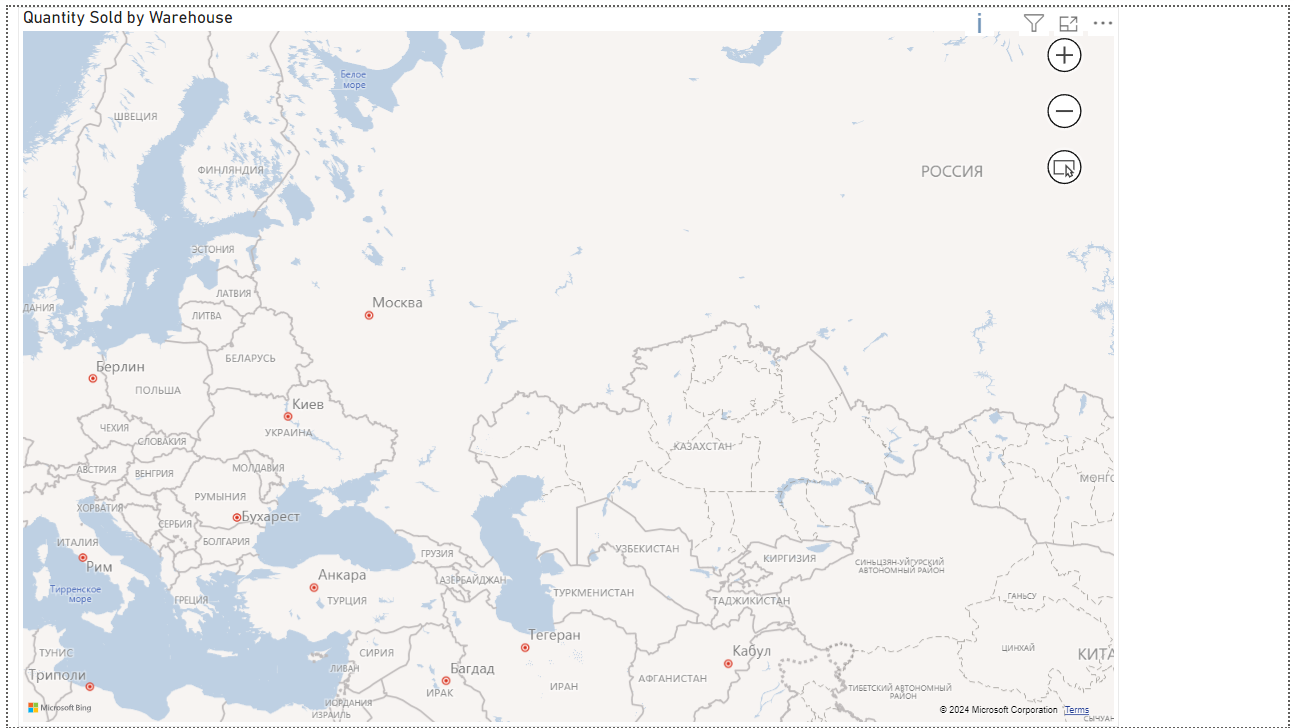 Quantity Sold by Warehouse
Белое
море
ШВЕЦИЯ
ФИНЛЯНДИЯ
РОССИЯ
ЭСТОНИЯ
ЛАТВИЯ
ДАНИЯ
ЛИТВА
Москва
БЕЛАРУСЬ
Берлин
ПОЛЬША
Киев
УКРАИНА
ЧЕХИЯ
СЛОВАКИЯ
КАЗАХСТАН
АВСТРИЯ
ВЕНГРИЯ
МОЛДАВИЯ
МОНГ
РУМЫНИЯ
ХОРВАТИЯ
СЕРБИЯ
Бухарест
ИТАЛИЯ
БОЛГАРИЯ
ГРУЗИЯ
УЗБЕКИСТАН
КИРГИЗИЯ
Рим
СИНЬЦЗЯН-УЙГУРСКИЙ
АВТОНОМНЫЙ РАЙОН
Анкара
АЗЕРБАЙДЖАН
Тирренское
море
ГРЕЦИЯ
ТУРЦИЯ
ТУРКМЕНИСТАН
ТАДЖИКИСТАН
ГАНЬСУ
Тегеран
ТУНИС
СИРИЯ
Кабул
ЦИНХАЙ
КИТА
Триполи
ЛИВАН
Багдад
ИРАК
ИРАН
АФГАНИСТАН
ТИБЕТСКИЙ АВТОНОМНЫЙ
РАЙОН
ИОРДАНИЯ
ИЗРАИЛЬ
Microsoft Bing
© 2024 Microsoft Corporation Terms
СЫЧУАН